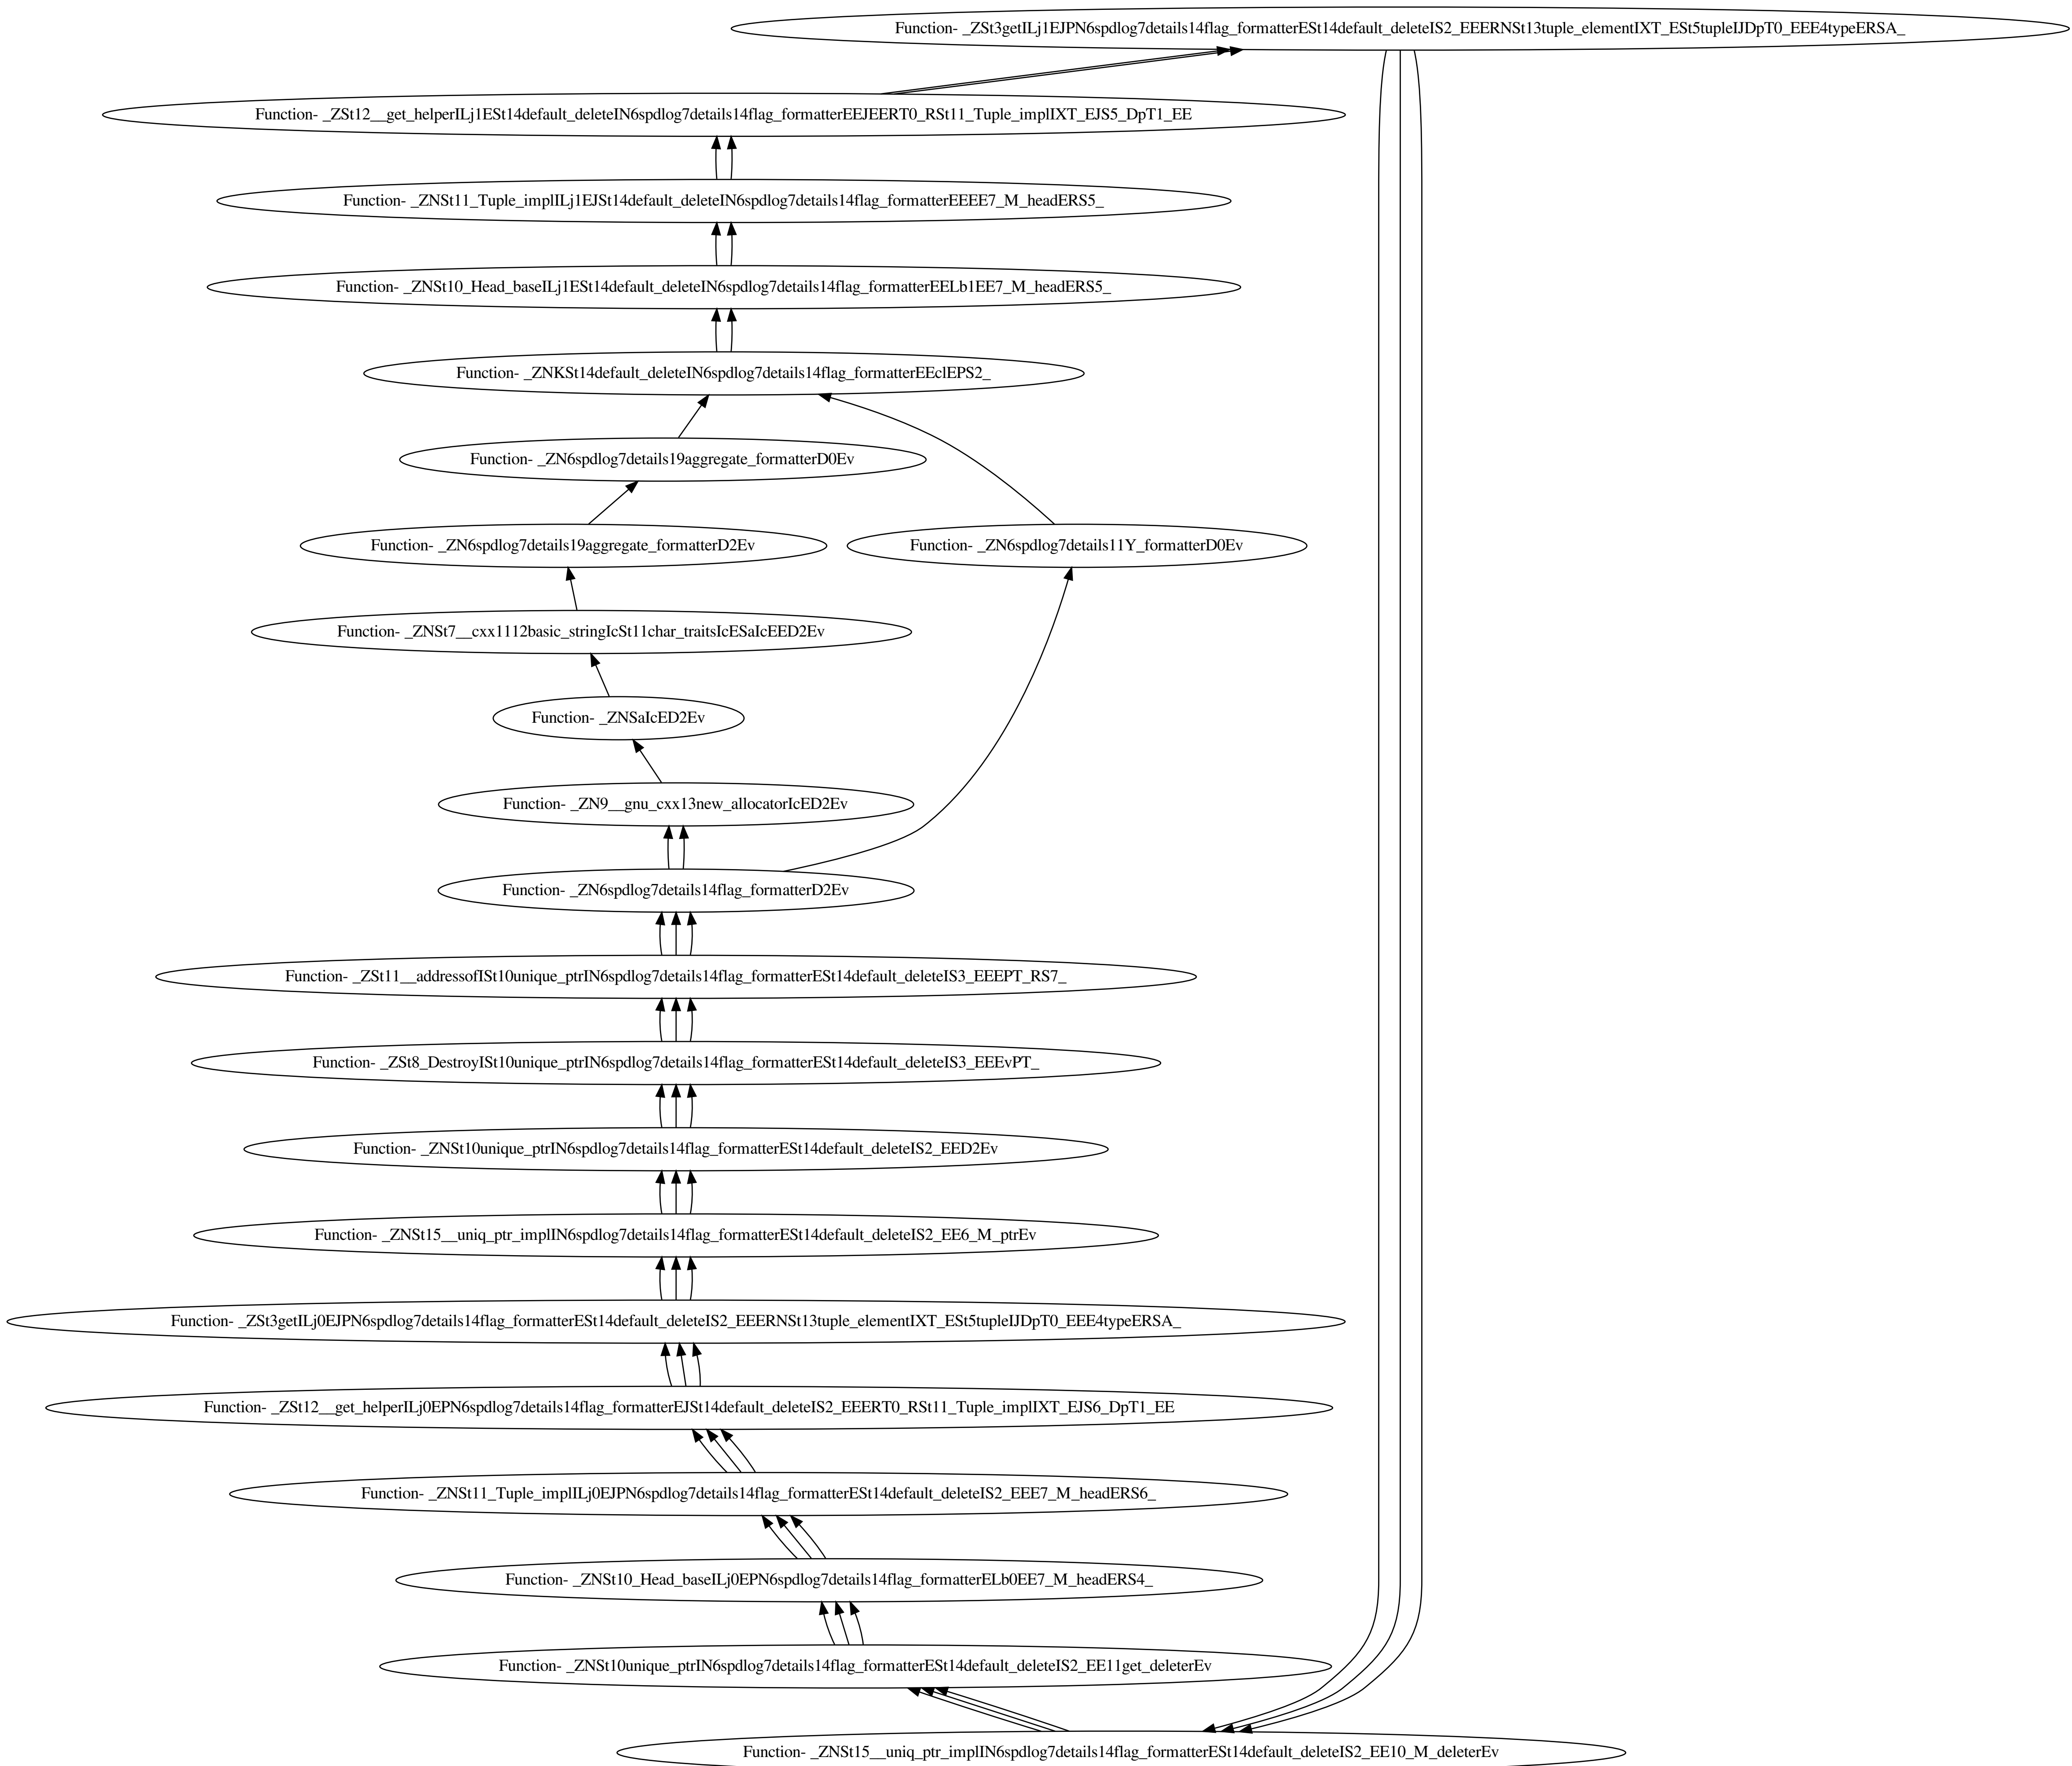 Function- _ZSt3getILj1EJPN6spdlog7details14flag_formatterESt14default_deleteIS2_EEERNSt13tuple_elementIXT_ESt5tupleIJDpT0_EEE4typeERSA_
Function- _ZSt12__get_helperILj1ESt14default_deleteIN6spdlog7details14flag_formatterEEJEERT0_RSt11_Tuple_implIXT_EJS5_DpT1_EE
Function- _ZNSt11_Tuple_implILj1EJSt14default_deleteIN6spdlog7details14flag_formatterEEEE7_M_headERS5_
Function- _ZNSt10_Head_baseILj1ESt14default_deleteIN6spdlog7details14flag_formatterEELb1EE7_M_headERS5_
Function- _ZNKSt14default_deleteIN6spdlog7details14flag_formatterEEclEPS2_
Function- _ZN6spdlog7details19aggregate_formatterD0Ev
Function- _ZN6spdlog7details19aggregate_formatterD2Ev
Function- _ZN6spdlog7details11Y_formatterD0Ev
Function- _ZNSt7__cxx1112basic_stringIcSt11char_traitsIcESaIcEED2Ev
Function- _ZNSaIcED2Ev
Function- _ZN9__gnu_cxx13new_allocatorIcED2Ev
Function- _ZN6spdlog7details14flag_formatterD2Ev
Function- _ZSt11__addressofISt10unique_ptrIN6spdlog7details14flag_formatterESt14default_deleteIS3_EEEPT_RS7_
Function- _ZSt8_DestroyISt10unique_ptrIN6spdlog7details14flag_formatterESt14default_deleteIS3_EEEvPT_
Function- _ZNSt10unique_ptrIN6spdlog7details14flag_formatterESt14default_deleteIS2_EED2Ev
Function- _ZNSt15__uniq_ptr_implIN6spdlog7details14flag_formatterESt14default_deleteIS2_EE6_M_ptrEv
Function- _ZSt3getILj0EJPN6spdlog7details14flag_formatterESt14default_deleteIS2_EEERNSt13tuple_elementIXT_ESt5tupleIJDpT0_EEE4typeERSA_
Function- _ZSt12__get_helperILj0EPN6spdlog7details14flag_formatterEJSt14default_deleteIS2_EEERT0_RSt11_Tuple_implIXT_EJS6_DpT1_EE
Function- _ZNSt11_Tuple_implILj0EJPN6spdlog7details14flag_formatterESt14default_deleteIS2_EEE7_M_headERS6_
Function- _ZNSt10_Head_baseILj0EPN6spdlog7details14flag_formatterELb0EE7_M_headERS4_
Function- _ZNSt10unique_ptrIN6spdlog7details14flag_formatterESt14default_deleteIS2_EE11get_deleterEv
Function- _ZNSt15__uniq_ptr_implIN6spdlog7details14flag_formatterESt14default_deleteIS2_EE10_M_deleterEv